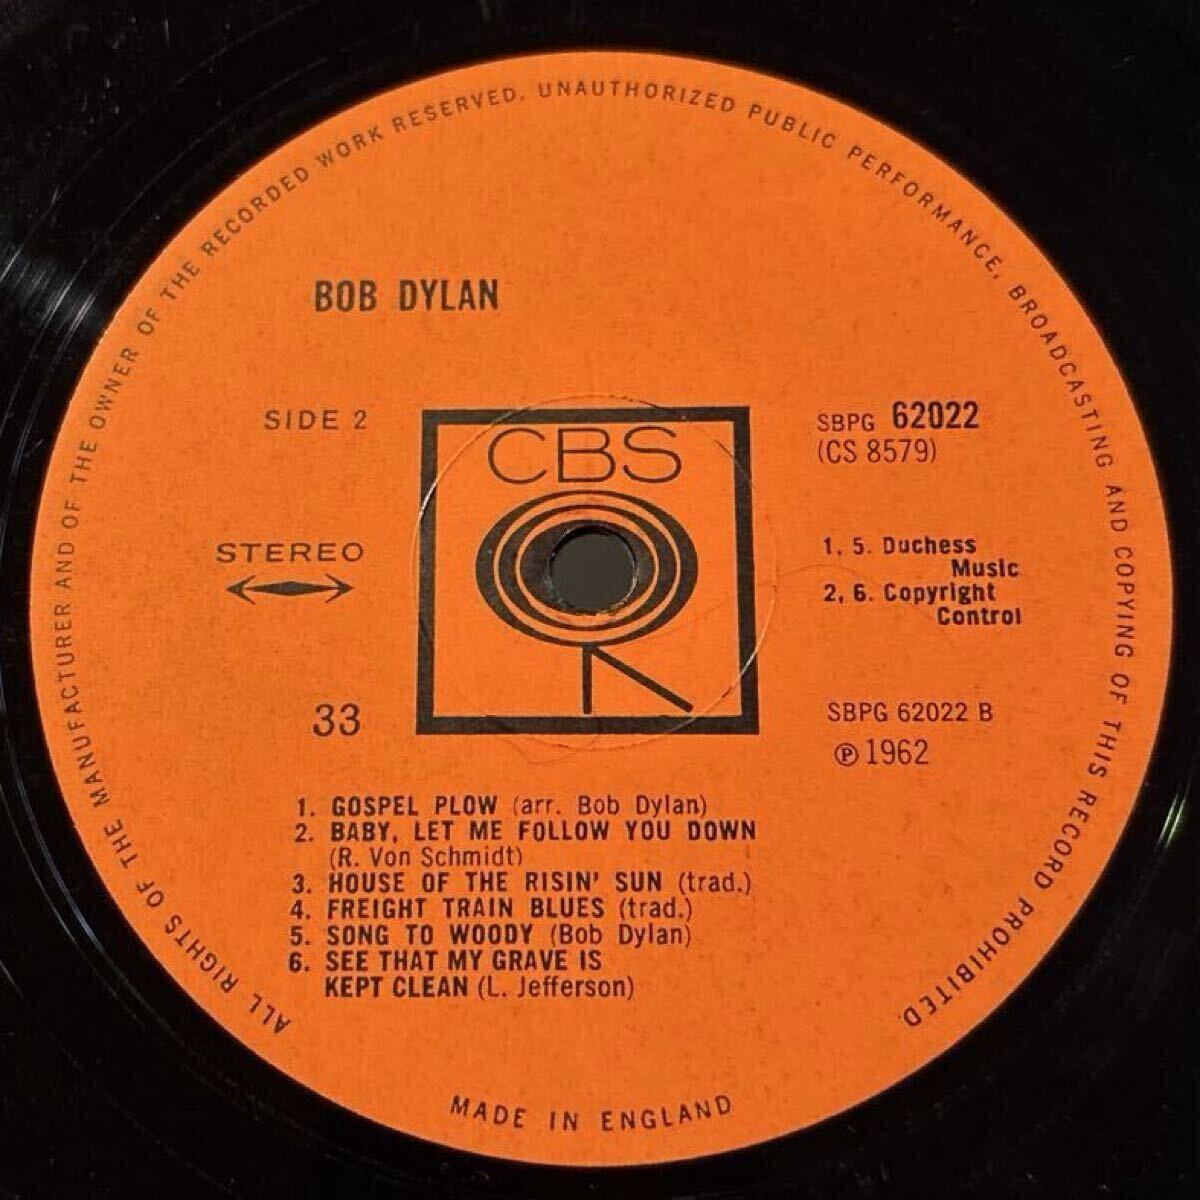 ALL RIGHTS OF THE MANUFACTURER AND OF THE OWNER OF THE RECORDED WORK RESERVED. UNAUTHORIZED PUBLIC PERFORMANCE, BROADCASTING AND COPYING OF THIS RECORD PROHIBITED.
BOB DYLAN
SIDE 2
CBS
SBPG 62022
(CS 8579)
STEREO
1, 5. Duchess
Music
2, 6. Copyright
Control
33
SBPG 62022 B
℗ 1962
1. GOSPEL PLOW (arr. Bob Dylan)
2. BABY, LET ME FOLLOW YOU DOWN
(R. Von Schmidt)
3. HOUSE OF THE RISIN' SUN (trad.)
4. FREIGHT TRAIN BLUES (trad.)
5. SONG TO WOODY (Bob Dylan)
6. SEE THAT MY GRAVE IS
KEPT CLEAN (L. Jefferson)
MADE IN ENGLAND